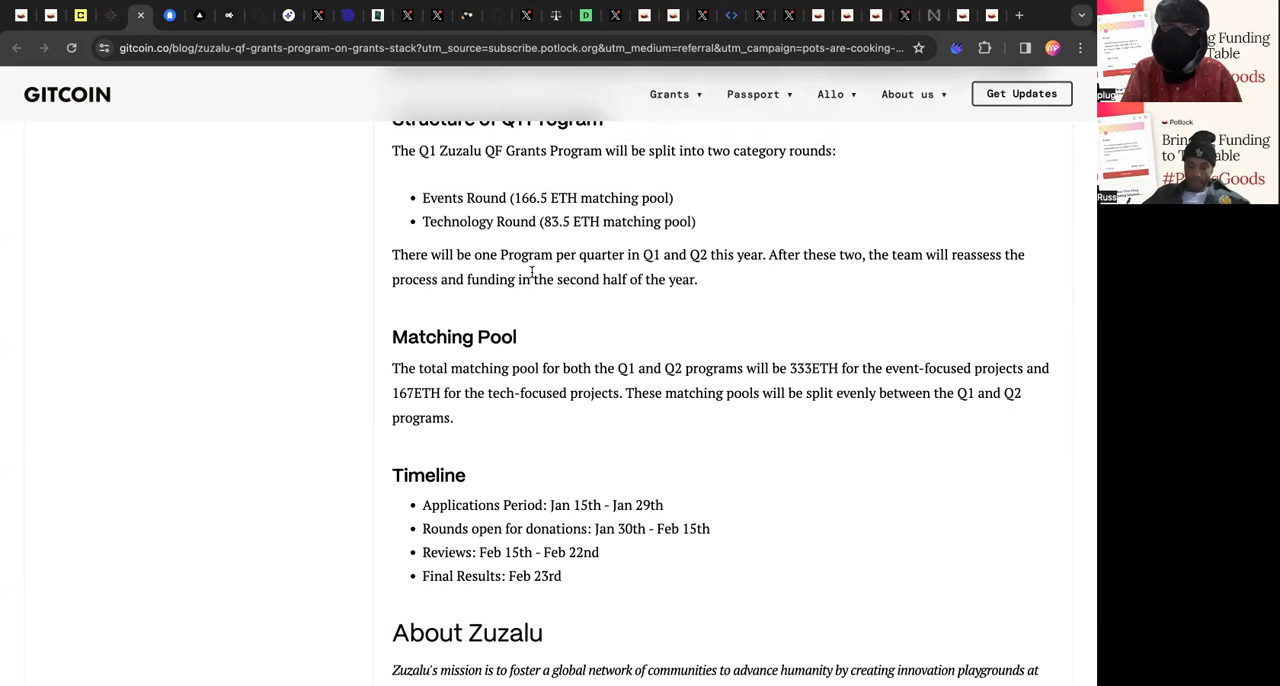 gitcoin.co/blog/zuzalu-qf-grants-program-on-grants-stack?utm_source=subscribe.potlock.org&utm_medium=referral&utm_campaign=pots-are-cooking-...
GITCOIN
Grants ▾ Passport ▾ Allo ▾ About us ▾ Get Updates
Structure of Q1 Program
The Q1 Zuzalu QF Grants Program will be split into two category rounds:
• Events Round (166.5 ETH matching pool)
• Technology Round (83.5 ETH matching pool)
There will be one Program per quarter in Q1 and Q2 this year. After these two, the team will reassess the
process and funding in the second half of the year.
Matching Pool
The total matching pool for both the Q1 and Q2 programs will be 333ETH for the event-focused projects and
167ETH for the tech-focused projects. These matching pools will be split evenly between the Q1 and Q2
programs.
Timeline
• Applications Period: Jan 15th - Jan 29th
• Rounds open for donations: Jan 30th - Feb 15th
• Reviews: Feb 15th - Feb 22nd
• Final Results: Feb 23rd
About Zuzalu
Zuzalu's mission is to foster a global network of communities to advance humanity by creating innovation playgrounds at
Funding
plug
Potlock
Funding
to
Russ